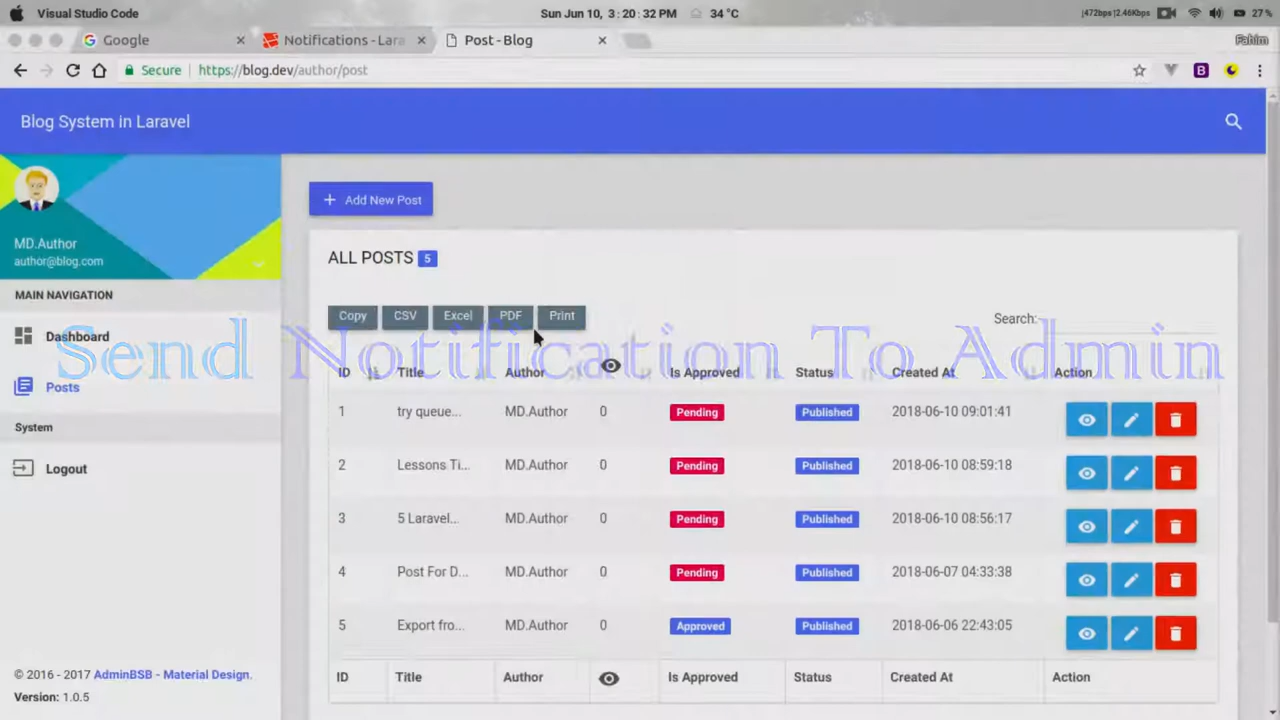 Visual Studio Code
Sun Jun 10, 3:20:32 PM
34 °C
↓472bps↑2.46Kbps
27 %
Google
Notifications - Lara
Post - Blog
Fahim
Secure
https://blog.dev/author/post
B
Blog System in Laravel
MD.Author
author@blog.com
MAIN NAVIGATION
Dashboard
Posts
System
Logout
© 2016 - 2017 AdminBSB - Material Design.
Version: 1.0.5
Add New Post
ALL POSTS 5
Copy CSV Excel PDF Print
Search:
Send Notification To Admin
ID Title Author Is Approved Status Created At Action
1 try queue... MD.Author 0 Pending Published 2018-06-10 09:01:41
2 Lessons Ti... MD.Author 0 Pending Published 2018-06-10 08:59:18
3 5 Laravel... MD.Author 0 Pending Published 2018-06-10 08:56:17
4 Post For D... MD.Author 0 Pending Published 2018-06-07 04:33:38
5 Export fro... MD.Author 0 Approved Published 2018-06-06 22:43:05
ID Title Author Is Approved Status Created At Action